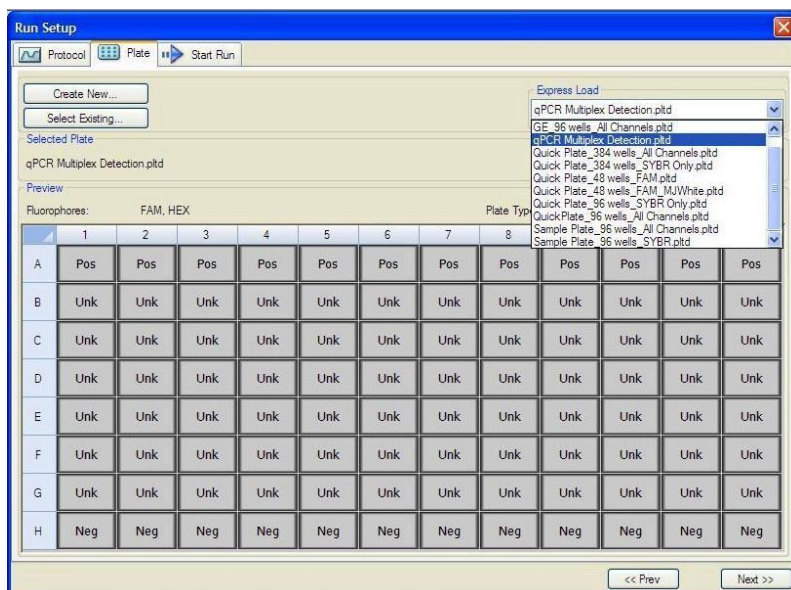 Run Setup
Protocol Plate Start Run
Create New...
Select Existing...
Express Load
qPCR Multiplex Detection.pltd
GE_96 wells_All Channels.pltd
qPCR Multiplex Detection.pltd
Quick Plate_384 wells_All Channels.pltd
Quick Plate_384 wells_SYBR Only.pltd
Quick Plate_48 wells_FAM.pltd
Quick Plate_48 wells_FAM_MJWhite.pltd
Quick Plate_96 wells_SYBR Only.pltd
QuickPlate_96 wells_All Channels.pltd
Sample Plate_96 wells_All Channels.pltd
Sample Plate_96 wells_SYBR.pltd
Selected Plate
qPCR Multiplex Detection.pltd
Preview
Fluorophores: FAM, HEX Plate Typ
1 2 3 4 5 6 7 8
A Pos Pos Pos Pos Pos Pos Pos Pos Pos Pos Pos Pos
B Unk Unk Unk Unk Unk Unk Unk Unk Unk Unk Unk Unk
C Unk Unk Unk Unk Unk Unk Unk Unk Unk Unk Unk Unk
D Unk Unk Unk Unk Unk Unk Unk Unk Unk Unk Unk Unk
E Unk Unk Unk Unk Unk Unk Unk Unk Unk Unk Unk Unk
F Unk Unk Unk Unk Unk Unk Unk Unk Unk Unk Unk Unk
G Unk Unk Unk Unk Unk Unk Unk Unk Unk Unk Unk Unk
H Neg Neg Neg Neg Neg Neg Neg Neg Neg Neg Neg Neg
<< Prev Next >>